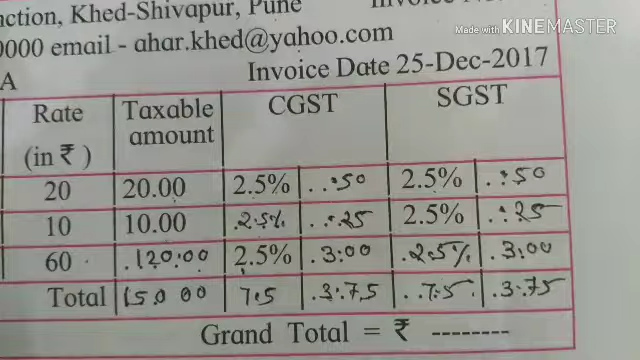 nction, Khed-Shivapur, Pune
Made with KINEMASTER
0000 email - ahar.khed@yahoo.com
A Invoice Date 25-Dec-2017
Rate (in ₹ ) Taxable amount CGST SGST
20 20.00 2.5% ..:50 2.5% ..:50
10 10.00 .2.5% ..:25 2.5% ..:25
60 . .120:00 2.5% .3:00 .2.5% .3:00
Total 150 00 7.5 .3:75 ..7.5. .3:75
Grand Total = ₹ --------